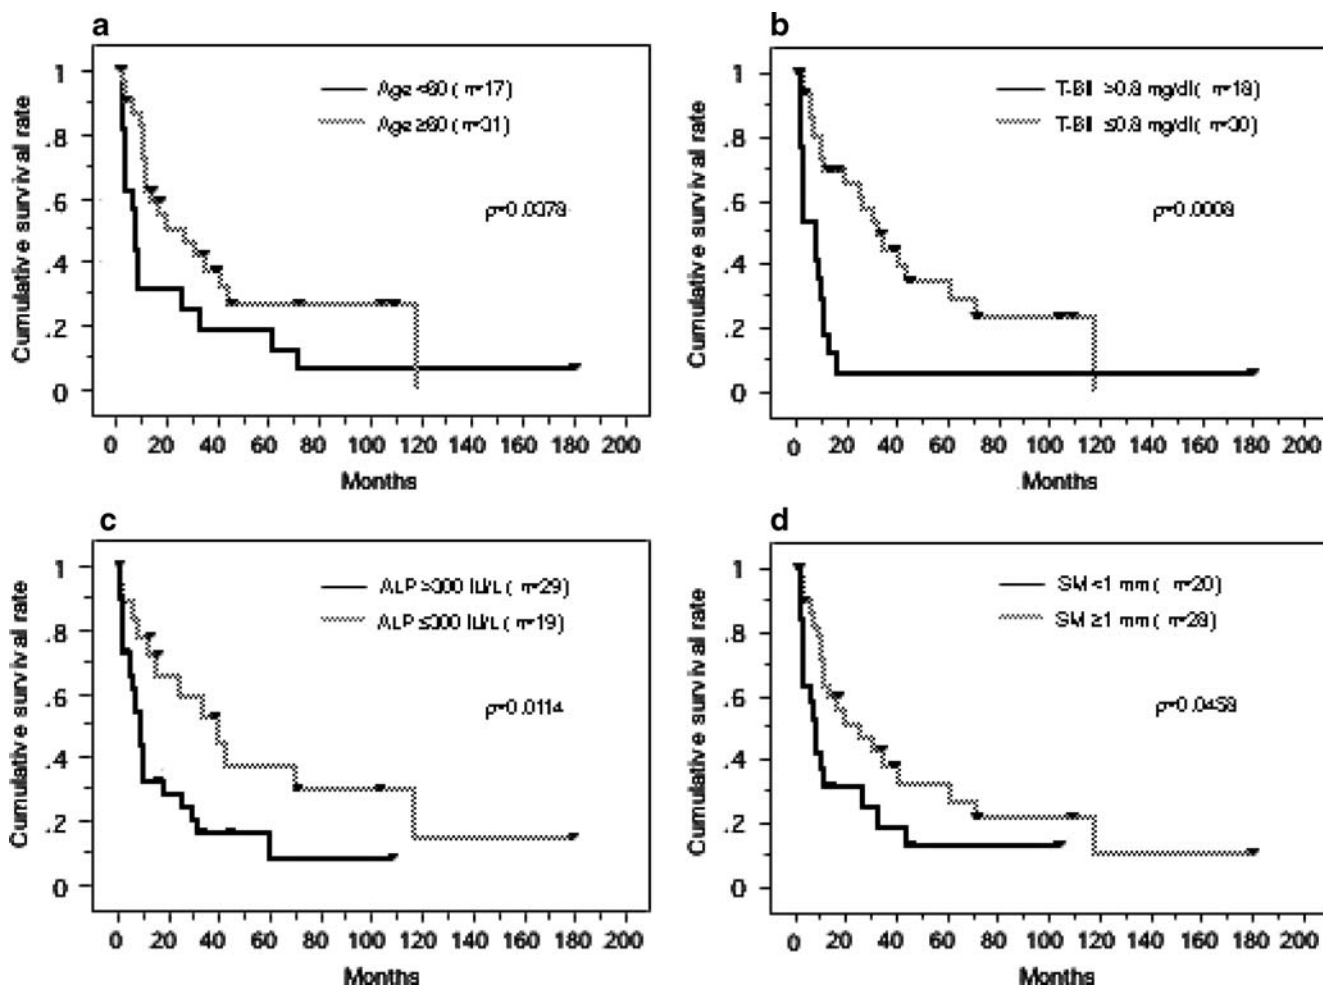 a
Cumulative survival rate
1
.8
.6
.4
.2
0
Age <60 ( n=17)
Age ≥60 ( n=31)
p=0.0378
0 20 40 60 80 100 120 140 160 180 200
Months
b
Cumulative survival rate
1
.8
.6
.4
.2
0
T-Bil >0.8 mg/dl( n=18)
T-Bil ≤0.8 mg/dl( n=30)
p=0.0008
0 20 40 60 80 100 120 140 160 180 200
Months
c
Cumulative survival rate
1
.8
.6
.4
.2
0
ALP >300 IU/L ( n=29)
ALP ≤300 IU/L ( n=19)
p=0.0114
0 20 40 60 80 100 120 140 160 180 200
Months
d
Cumulative survival rate
1
.8
.6
.4
.2
0
SM <1 mm ( n=20)
SM ≥1 mm ( n=28)
p=0.0458
0 20 40 60 80 100 120 140 160 180 200
Months